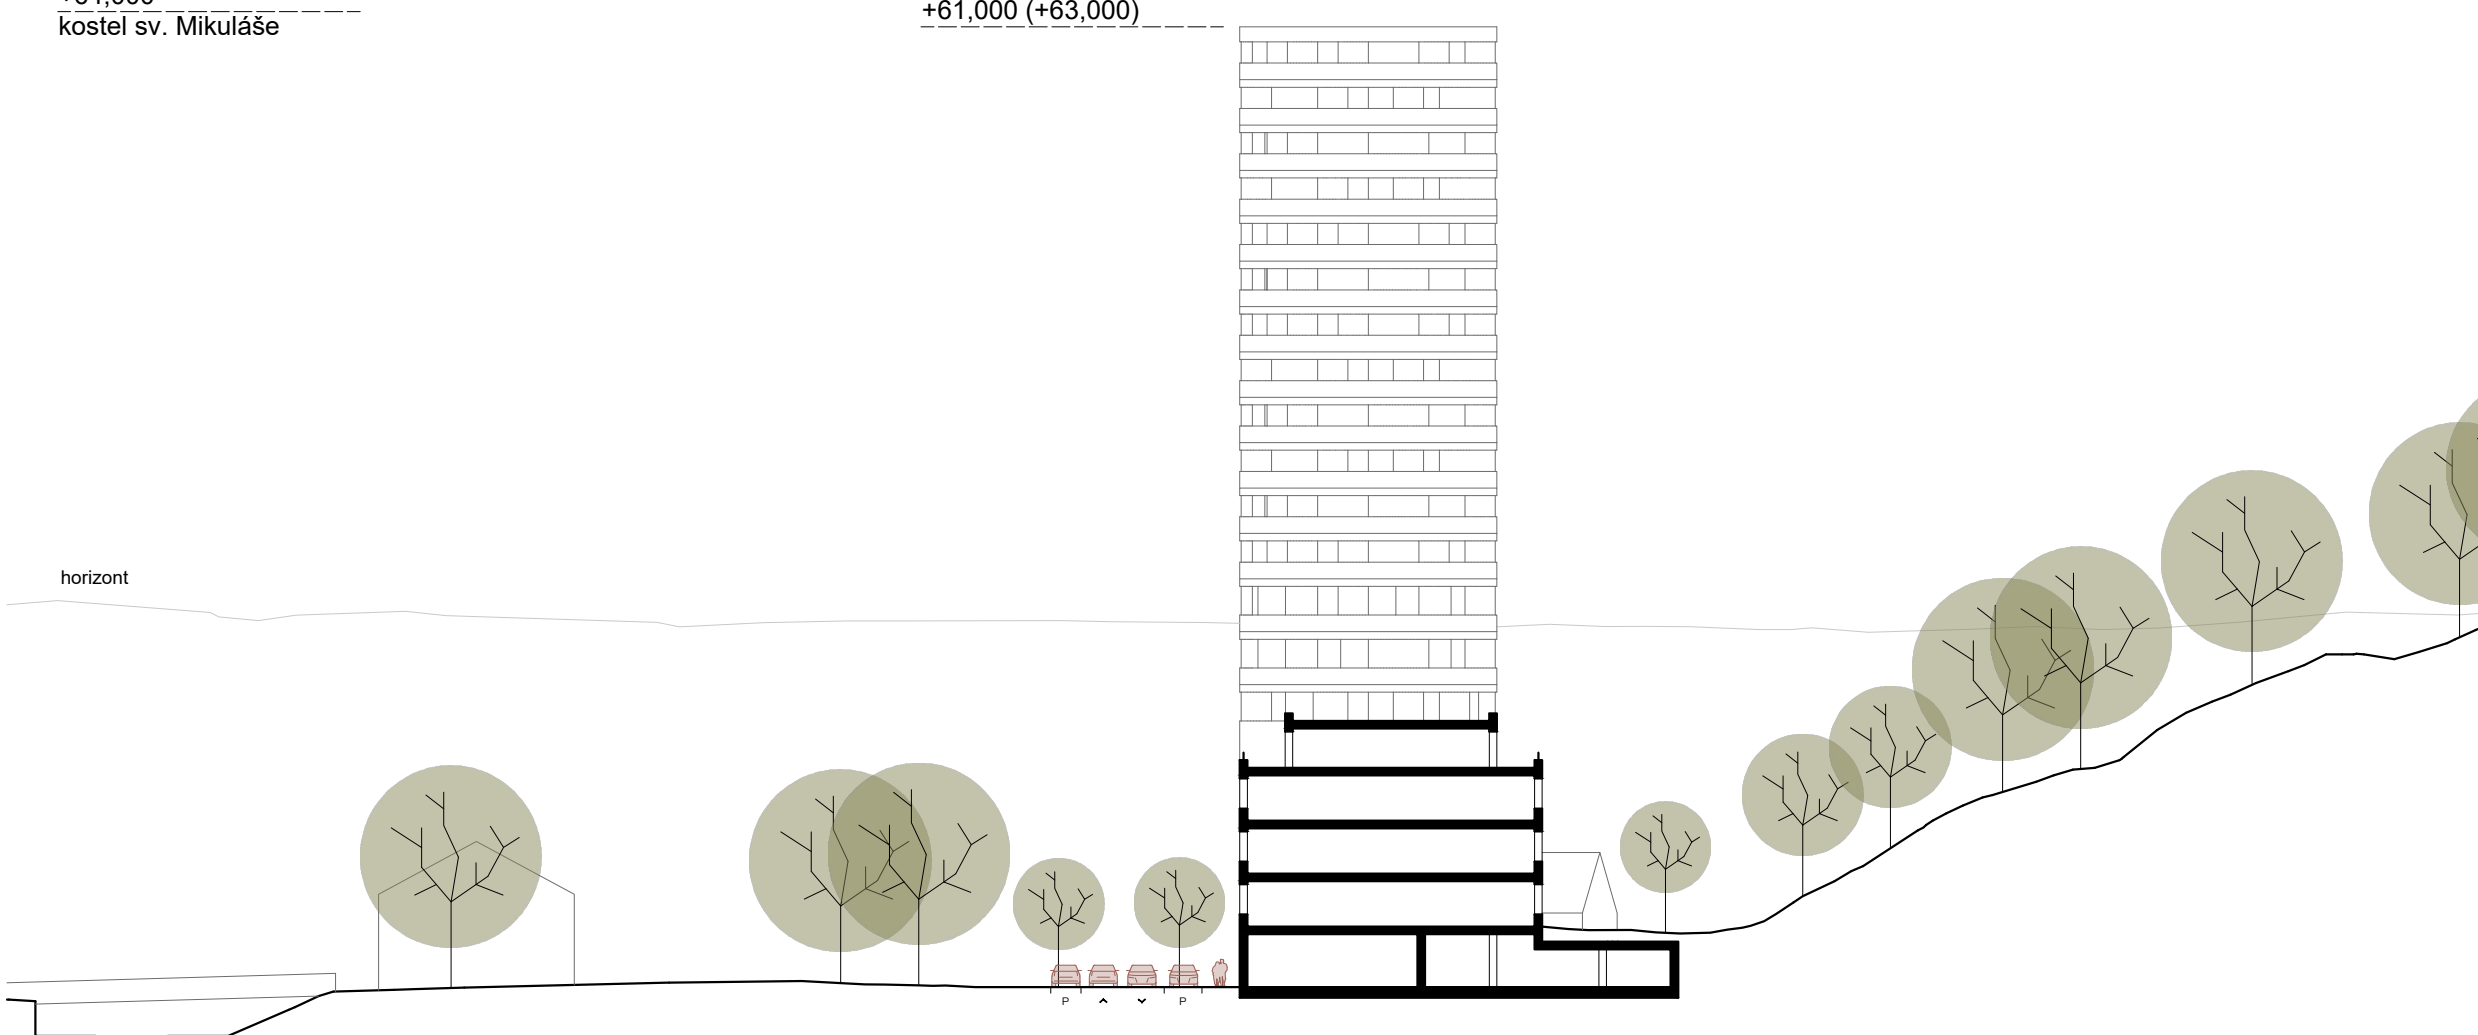 kostel sv. Mikuláše
+61,000 (+63,000)
horizont
P
P